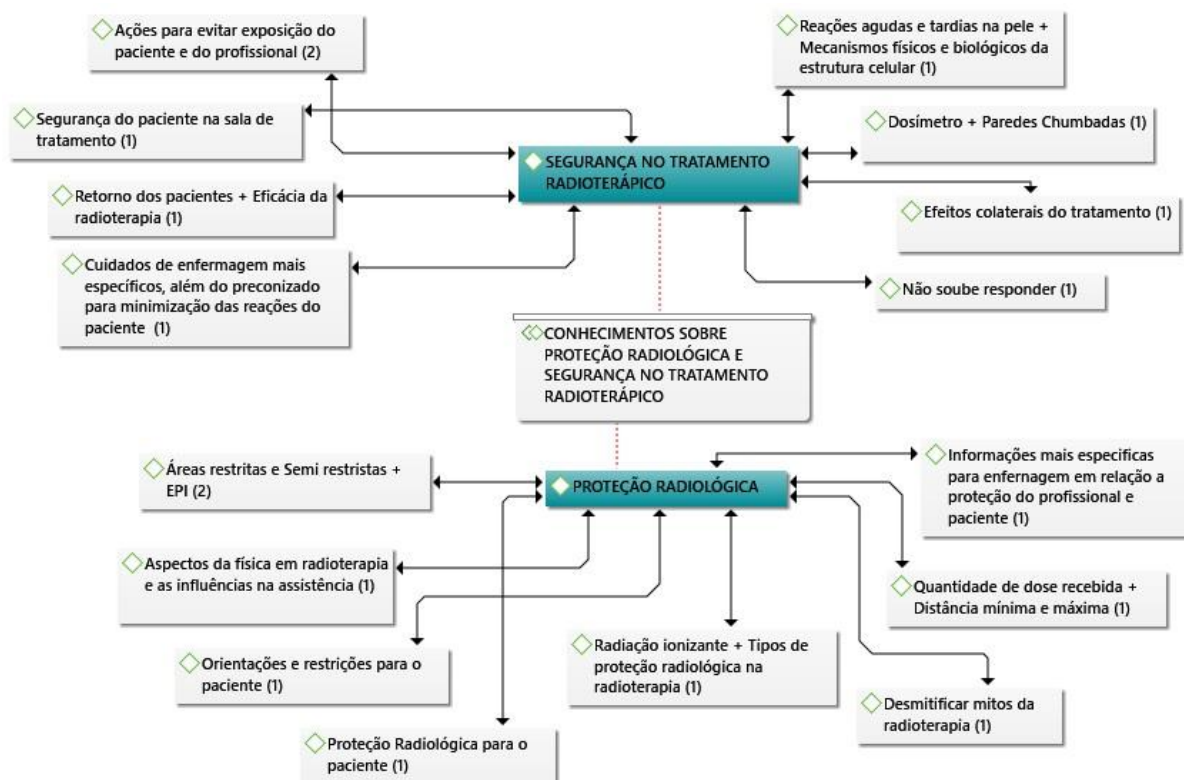 Ações para evitar exposição do
paciente e do profissional (2)
Reações agudas e tardias na pele +
Mecanismos físicos e biológicos da
estrutura celular (1)
Segurança do paciente na sala de
tratamento (1)
Dosímetro + Paredes Chumbadas (1)
SEGURANÇA NO TRATAMENTO
RADIOTERÁPICO
Retorno dos pacientes + Eficácia da
radioterapia (1)
Efeitos colaterais do tratamento (1)
Cuidados de enfermagem mais
específicos, além do preconizado
para minimização das reações do
paciente (1)
Não soube responder (1)
CONHECIMENTOS SOBRE
PROTEÇÃO RADIOLÓGICA E
SEGURANÇA NO TRATAMENTO
RADIOTERÁPICO
Áreas restritas e Semi restristas +
EPI (2)
PROTEÇÃO RADIOLÓGICA
Informações mais especificas
para enfernagem em relação a
proteção do profissional e
paciente (1)
Aspectos da física em radioterapia
e as influências na assistência (1)
Quantidade de dose recebida +
Distância mínima e máxima (1)
Orientações e restrições para o
paciente (1)
Radiação ionizante + Tipos de
proteção radiológica na
radioterapia (1)
Desmitificar mitos da
radioterapia (1)
Proteção Radiológica para o
paciente (1)